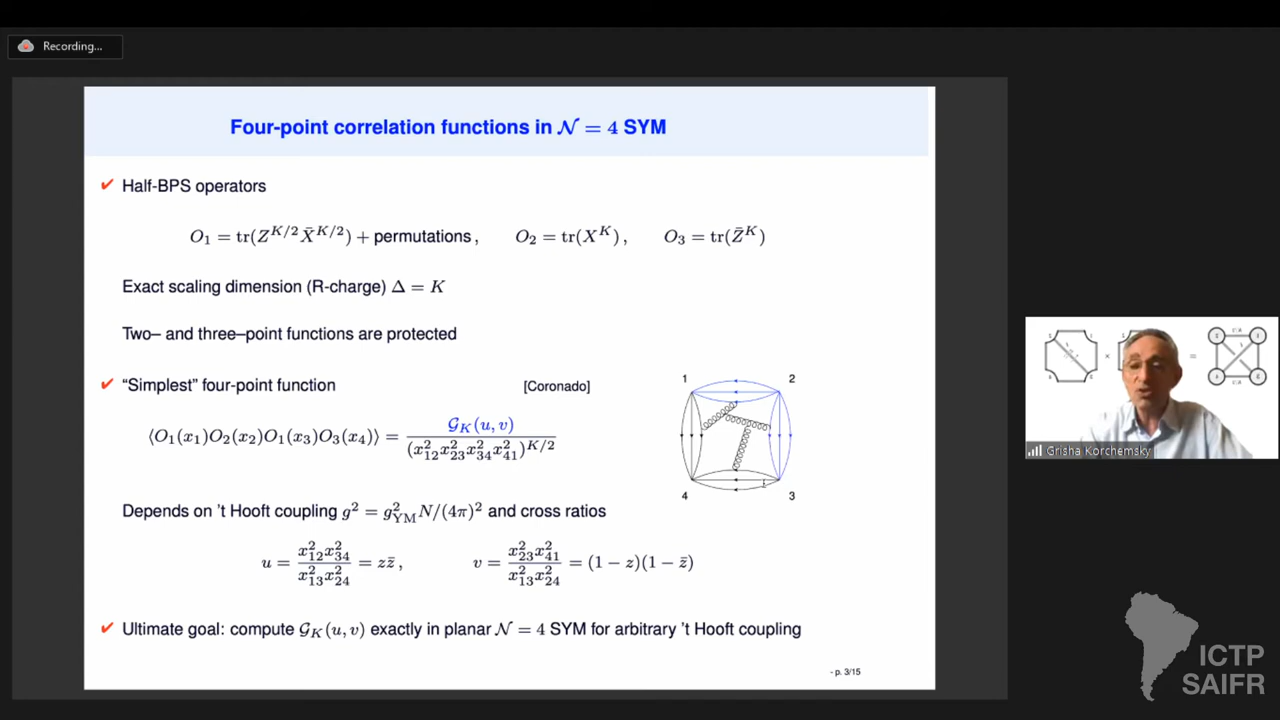 Recording...
Four-point correlation functions in 𝒩 = 4 SYM
✔ Half-BPS operators
O₁ = tr(Z^{K/2} X̄^{K/2}) + permutations , O₂ = tr(X^K) , O₃ = tr(Z̄^K)
Exact scaling dimension (R-charge) Δ = K
Two– and three–point functions are protected
✔ “Simplest” four-point function [Coronado]
⟨O₁(x₁)O₂(x₂)O₁(x₃)O₃(x₄)⟩ = 𝒢_K(u, v) / (x²₁₂x²₂₃x²₃₄x²₄₁)^{K/2}
1 2
4 3
Depends on 't Hooft coupling g² = g²_YM N/(4π)² and cross ratios
u = x²₁₂x²₃₄ / x²₁₃x²₂₄ = zz̄ , v = x²₂₃x²₄₁ / x²₁₃x²₂₄ = (1 − z)(1 − z̄)
✔ Ultimate goal: compute 𝒢_K(u, v) exactly in planar 𝒩 = 4 SYM for arbitrary 't Hooft coupling
- p. 3/15
Grisha Korchemsky
ICTP
SAIFR